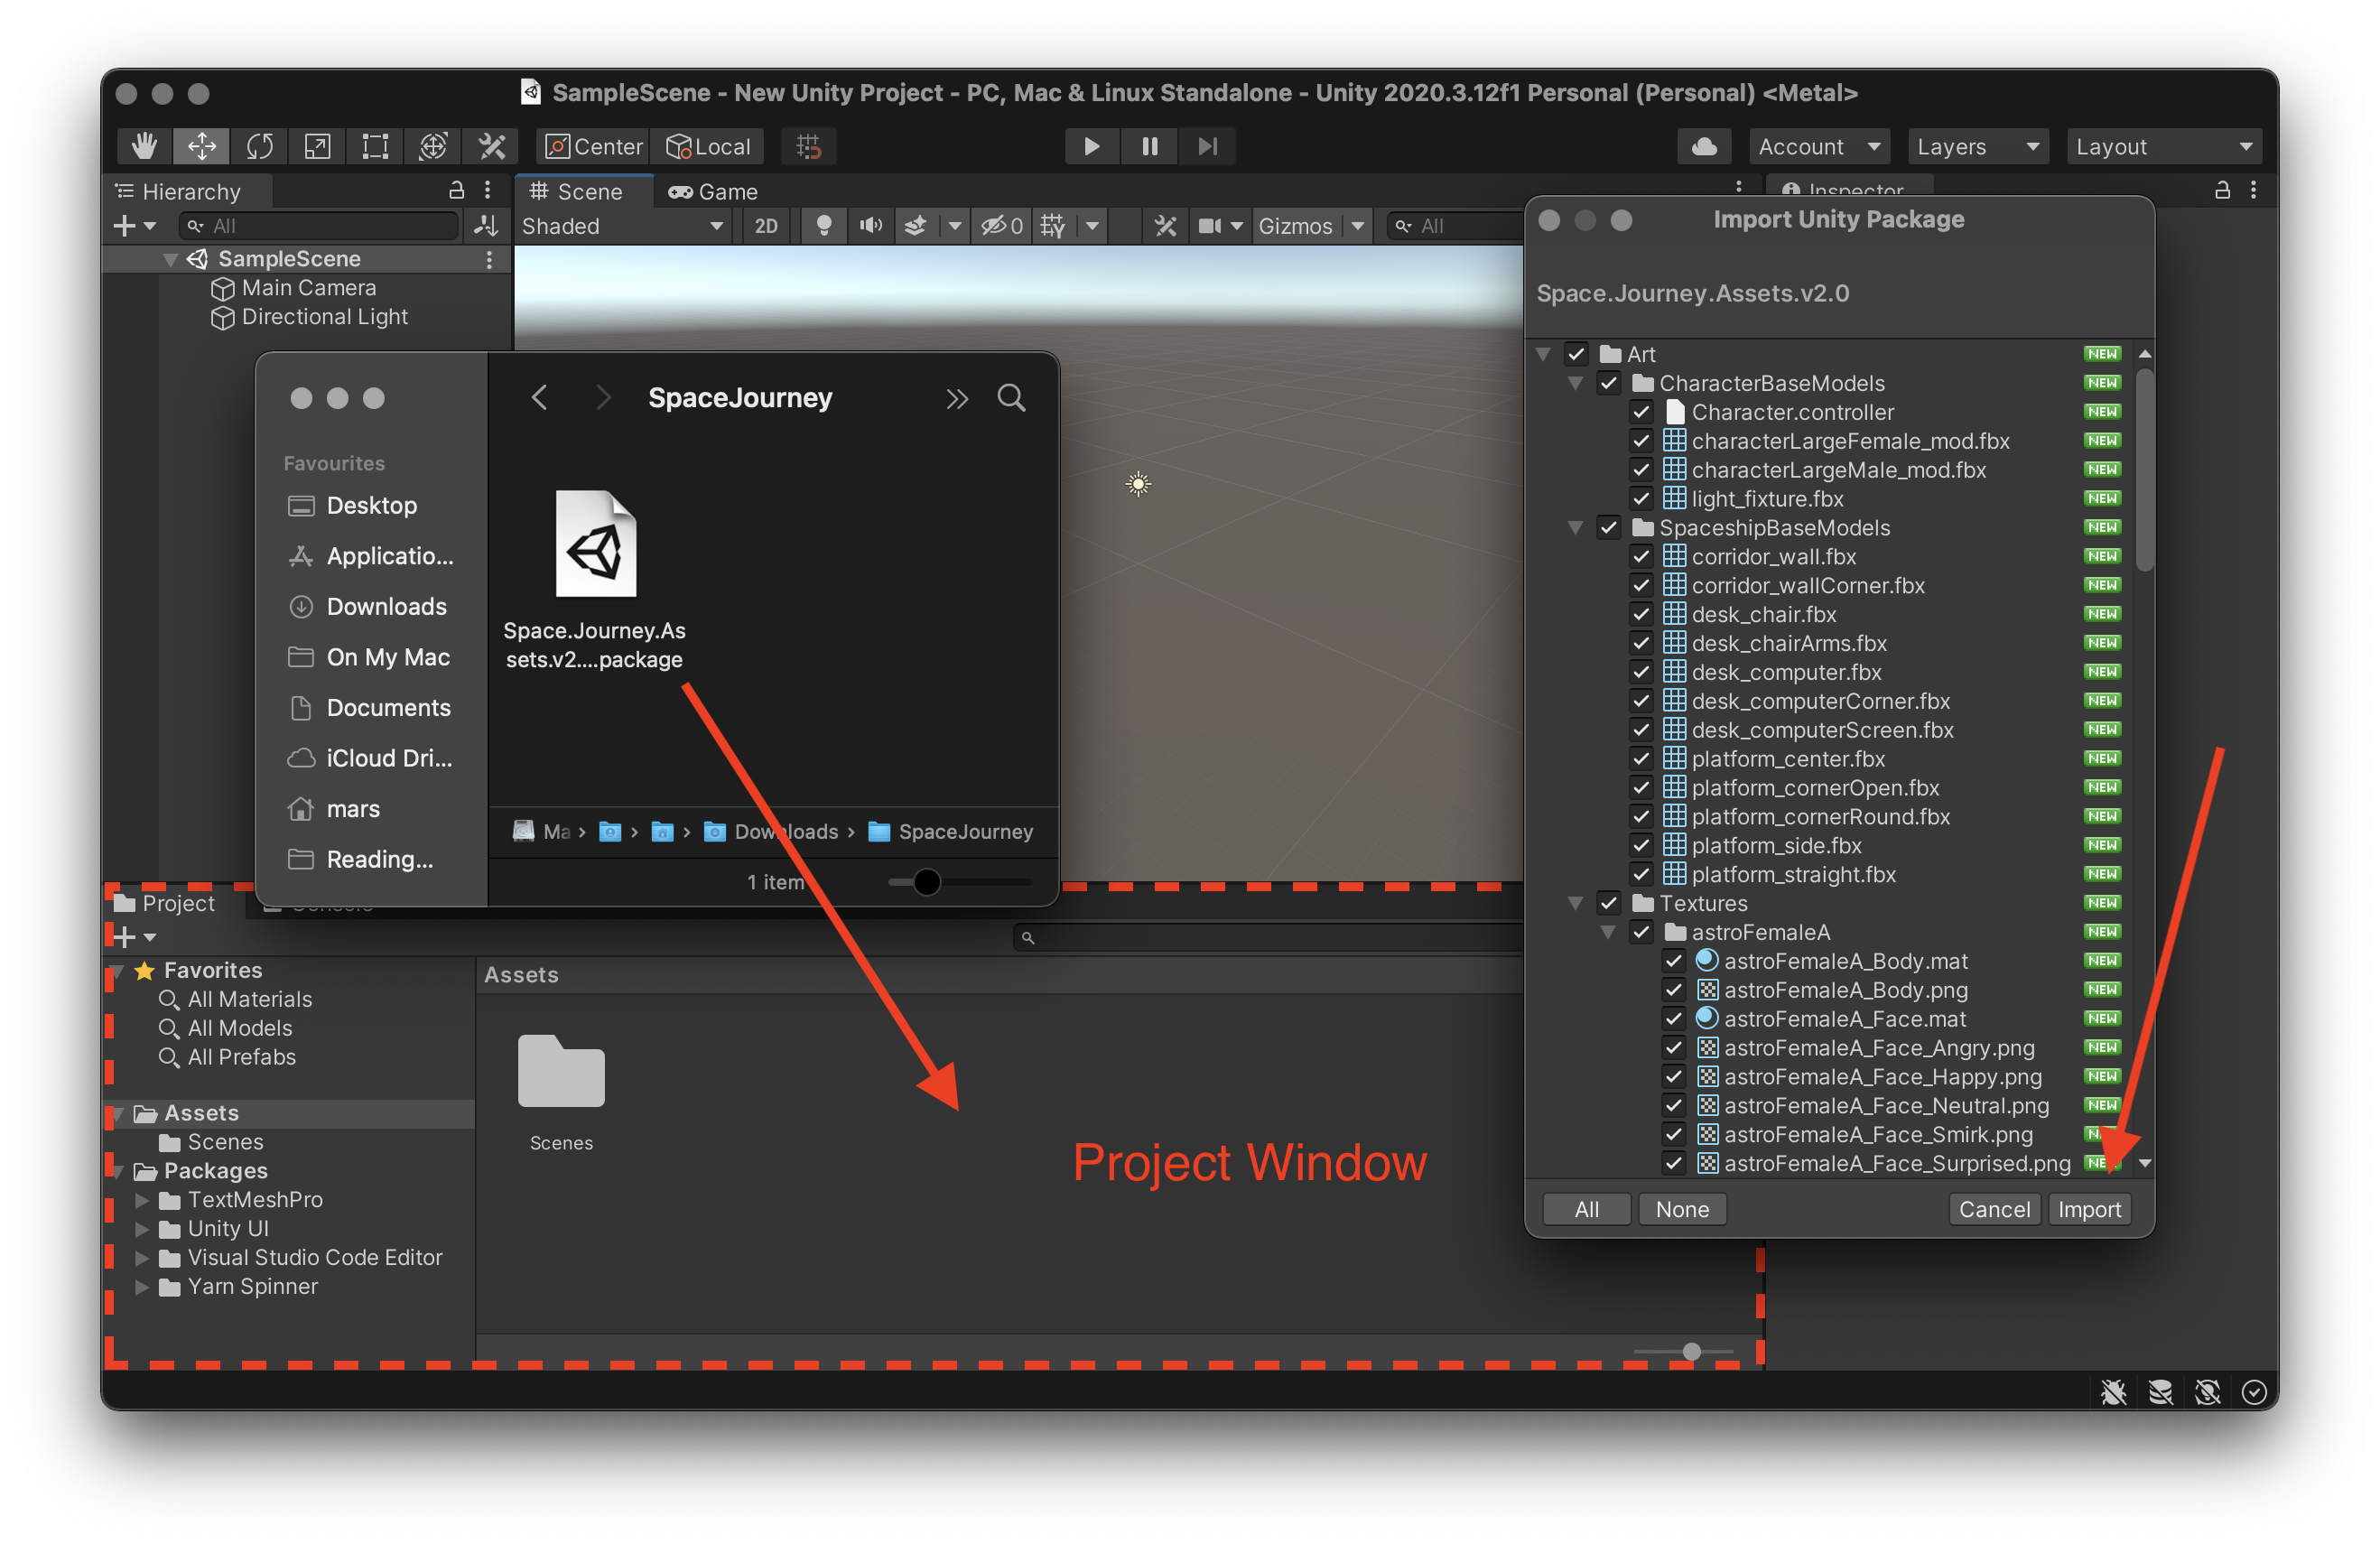 SampleScene - New Unity Project - PC, Mac & Linux Standalone - Unity 2020.3.12f1 Personal (Personal) <Metal>
Center
Local
Account
Layers
Layout
Hierarchy
All
SampleScene
Main Camera
Directional Light
Scene
Game
Shaded
2D
0
Gizmos
All
Inspector
SpaceJourney
Favourites
Desktop
Applicatio...
Downloads
On My Mac
Documents
iCloud Dri...
mars
Reading...
Space.Journey.As
sets.v2....package
Ma
Downloads
SpaceJourney
1 item
Project
Console
Favorites
All Materials
All Models
All Prefabs
Assets
Scenes
Packages
TextMeshPro
Unity UI
Visual Studio Code Editor
Yarn Spinner
Assets
Scenes
Project Window
Import Unity Package
Space.Journey.Assets.v2.0
Art NEW
CharacterBaseModels NEW
Character.controller NEW
characterLargeFemale_mod.fbx NEW
characterLargeMale_mod.fbx NEW
light_fixture.fbx NEW
SpaceshipBaseModels NEW
corridor_wall.fbx NEW
corridor_wallCorner.fbx NEW
desk_chair.fbx NEW
desk_chairArms.fbx NEW
desk_computer.fbx NEW
desk_computerCorner.fbx NEW
desk_computerScreen.fbx NEW
platform_center.fbx NEW
platform_cornerOpen.fbx NEW
platform_cornerRound.fbx NEW
platform_side.fbx NEW
platform_straight.fbx NEW
Textures NEW
astroFemaleA NEW
astroFemaleA_Body.mat NEW
astroFemaleA_Body.png NEW
astroFemaleA_Face.mat NEW
astroFemaleA_Face_Angry.png NEW
astroFemaleA_Face_Happy.png NEW
astroFemaleA_Face_Neutral.png NEW
astroFemaleA_Face_Smirk.png NEW
astroFemaleA_Face_Surprised.png NEW
All
None
Cancel
Import